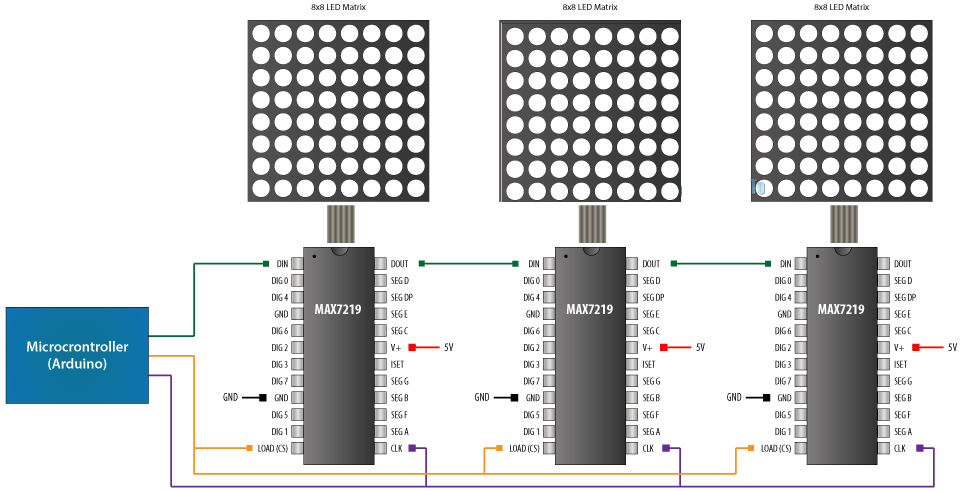 8x8 LED Matrix
8x8 LED Matrix
8x8 LED Matrix
DIN
DOUT
DIG 0
SEG D
DIG 4
SEG DP
GND
SEG E
DIG 6
SEG C
DIG 2
V+
5V
DIG 3
ISET
DIG 7
SEG G
GND
GND
SEG B
DIG 5
SEG F
DIG 1
SEG A
LOAD (CS)
CLK
MAX7219
DIN
DOUT
DIG 0
SEG D
DIG 4
SEG DP
GND
SEG E
DIG 6
SEG C
DIG 2
V+
5V
DIG 3
ISET
DIG 7
SEG G
GND
GND
SEG B
DIG 5
SEG F
DIG 1
SEG A
LOAD (CS)
CLK
MAX7219
DIN
DOUT
DIG 0
SEG D
DIG 4
SEG DP
GND
SEG E
DIG 6
SEG C
DIG 2
V+
5V
DIG 3
ISET
DIG 7
SEG G
GND
GND
SEG B
DIG 5
SEG F
DIG 1
SEG A
LOAD (CS)
CLK
MAX7219
Microcrontroller
(Arduino)